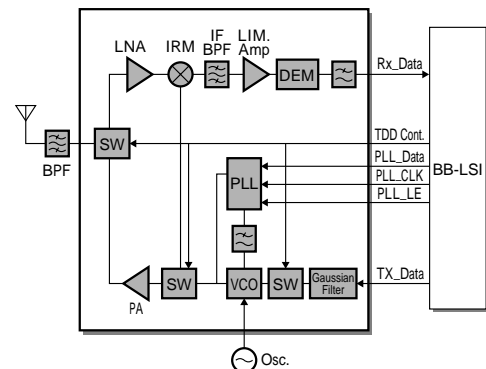 LNA
IRM
IF
BPF
LIM.
Amp
DEM
Rx_Data
SW
BPF
TDD Cont.
PLL_Data
PLL_CLK
PLL_LE
BB-LSI
PLL
PA
SW
VCO
SW
Gaussian
Filter
TX_Data
Osc.